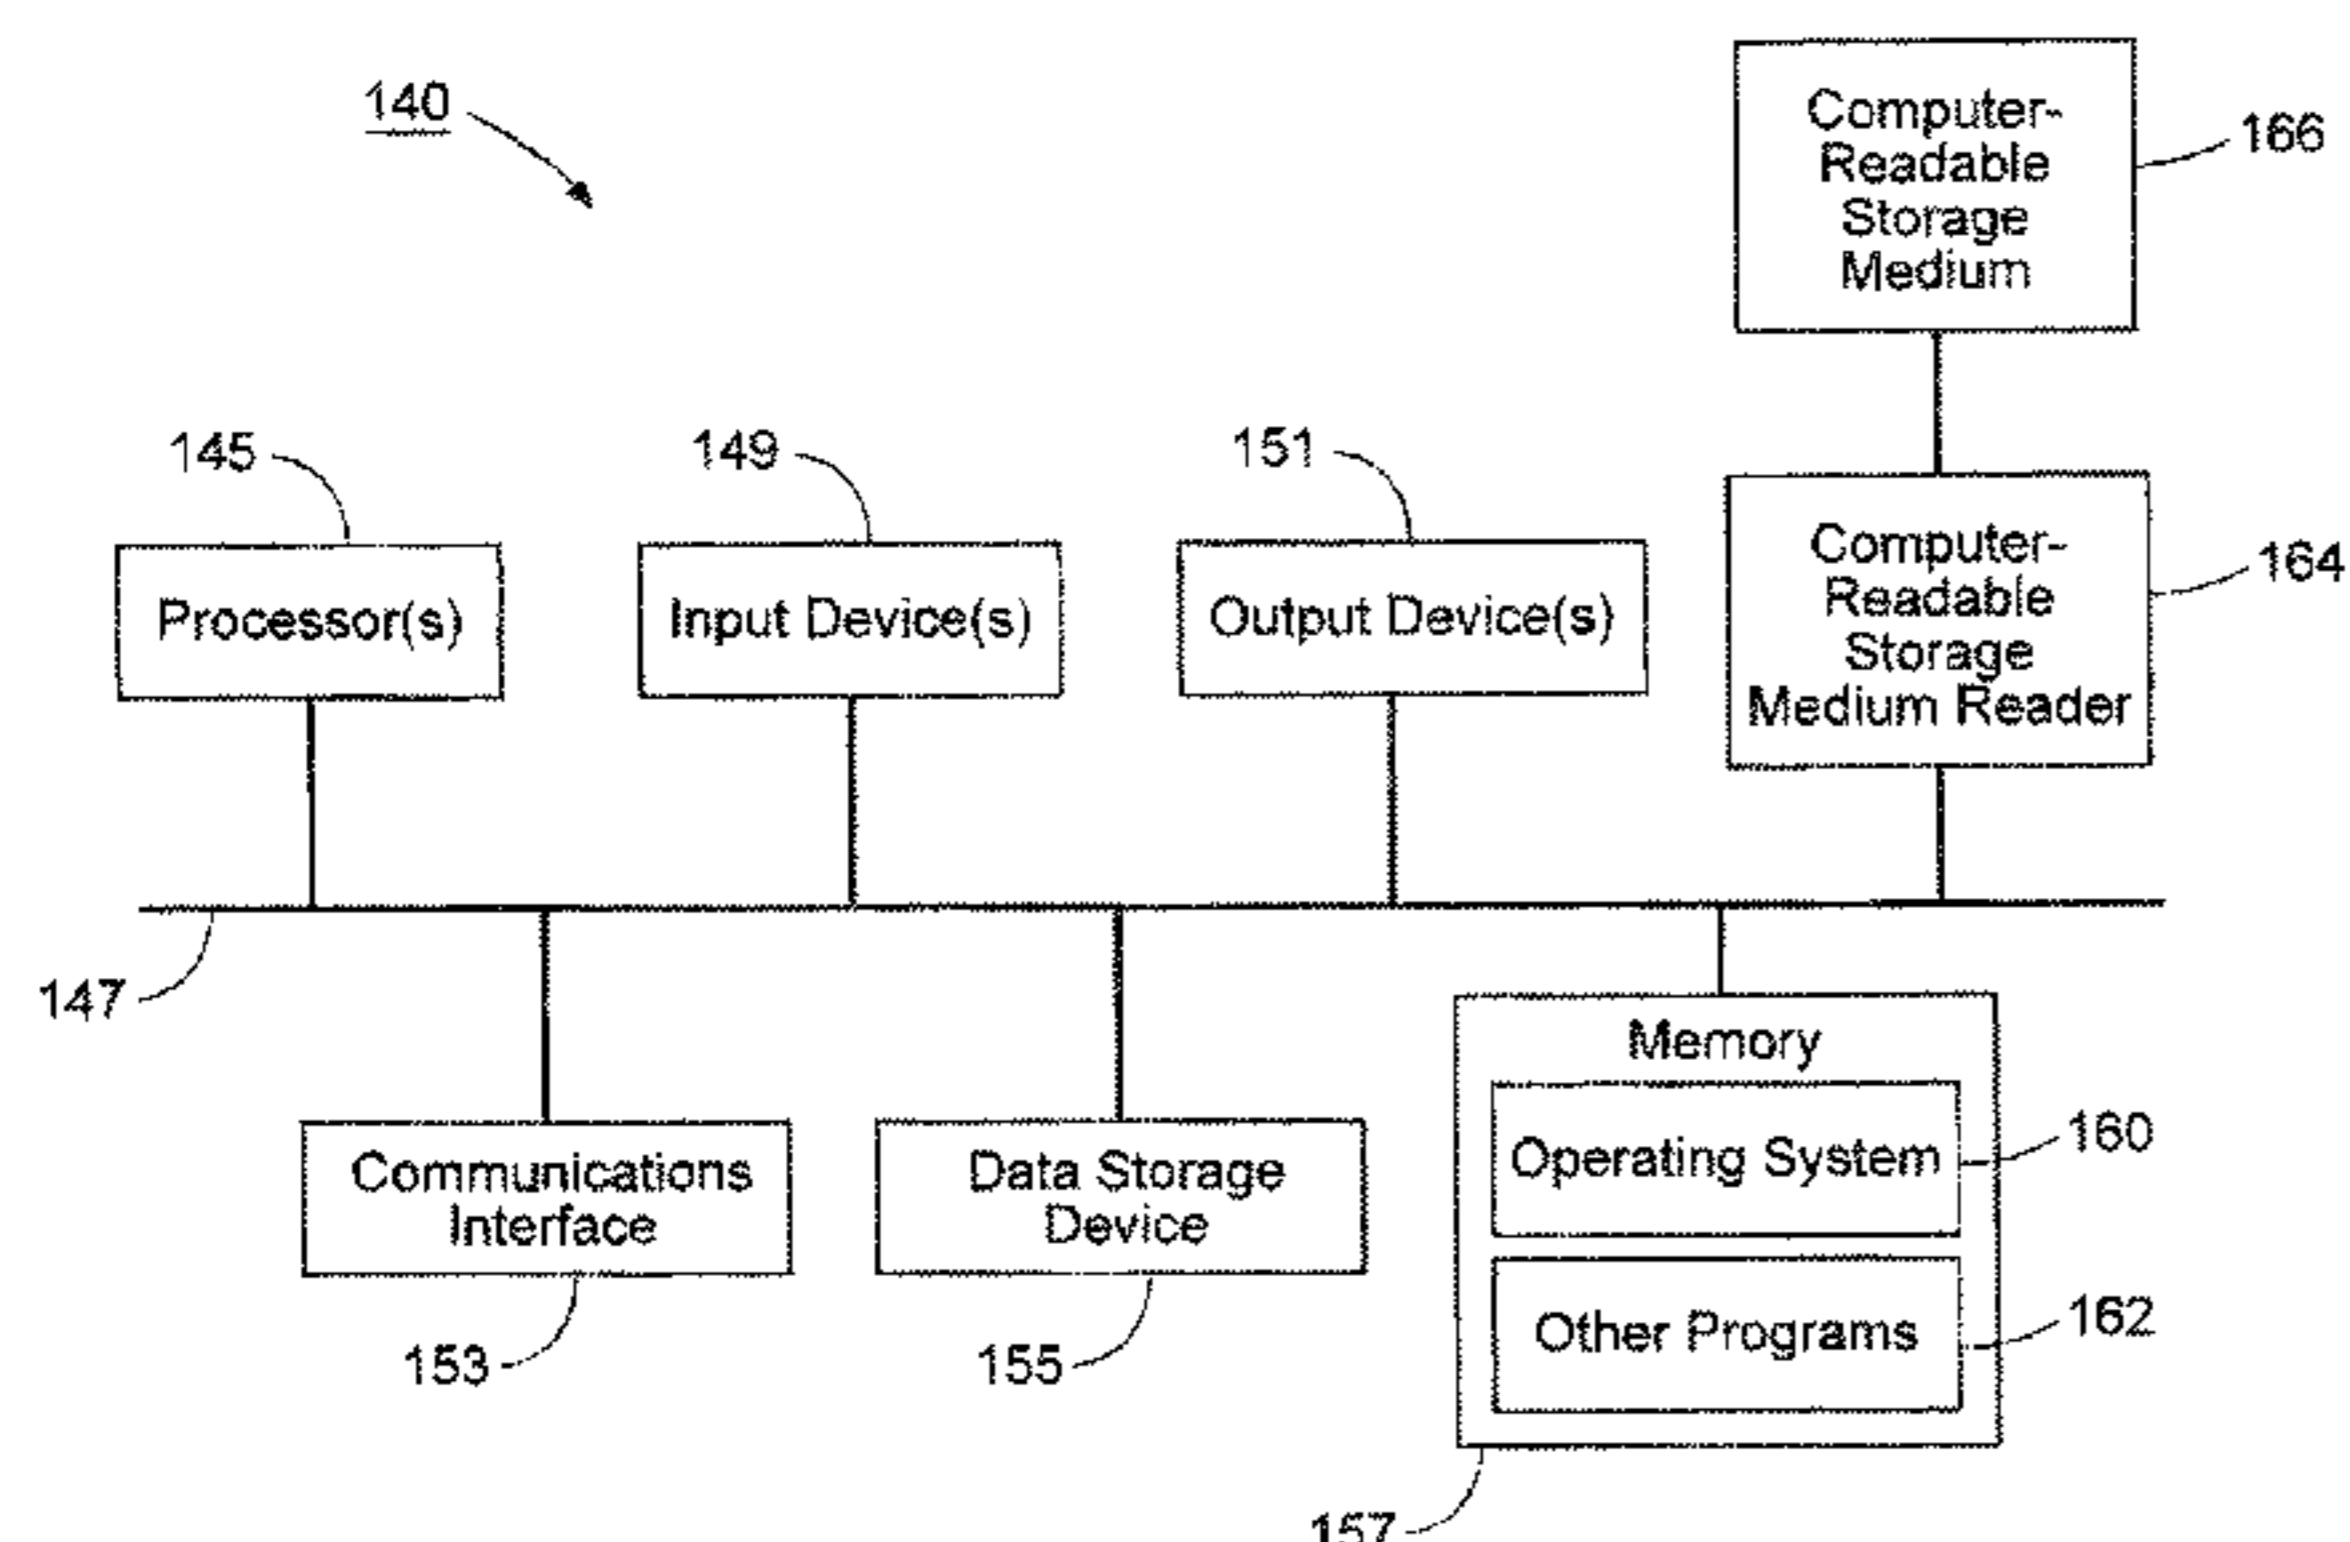 140
Computer-
Readable
Storage
Medium
166
145
149
151
Processor(s)
Input Device(s)
Output Device(s)
Computer-
Readable
Storage
Medium Reader
164
147
Memory
Operating System
160
Other Programs
162
Communications
Interface
153
Data Storage
Device
155
157